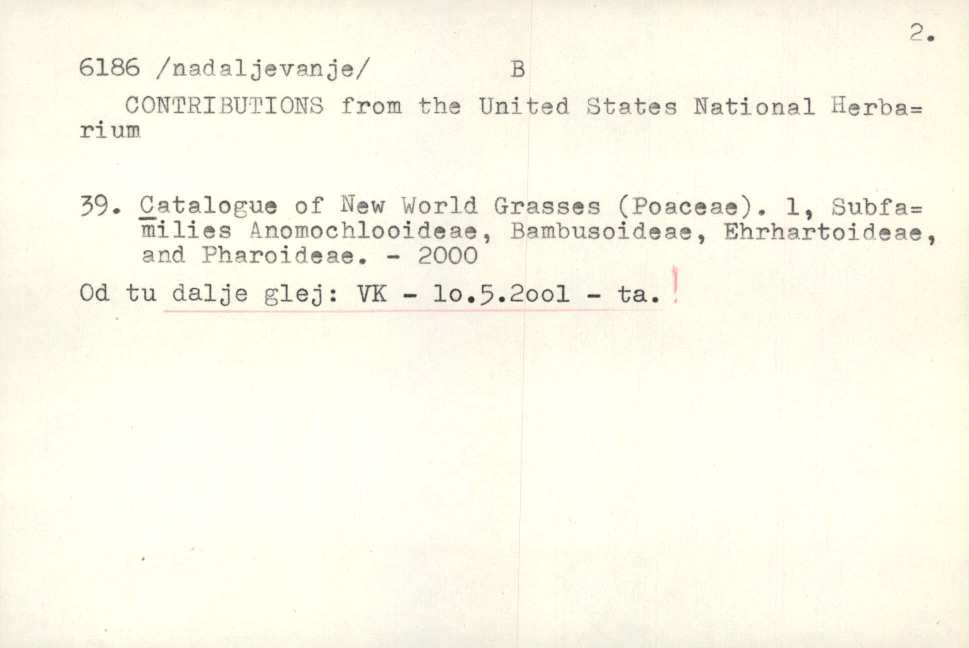 2.
6186 /nadaljevanje/ B
CONTRIBUTIONS from the United States National Herba=
rium
39. Catalogue of New World Grasses (Poaceae). 1, Subfa=
milies Anomochlooideae, Bambusoideae, Ehrhartoideae,
and Pharoideae. - 2000
Od tu dalje glej: VK - lo.5.2ool - ta. !